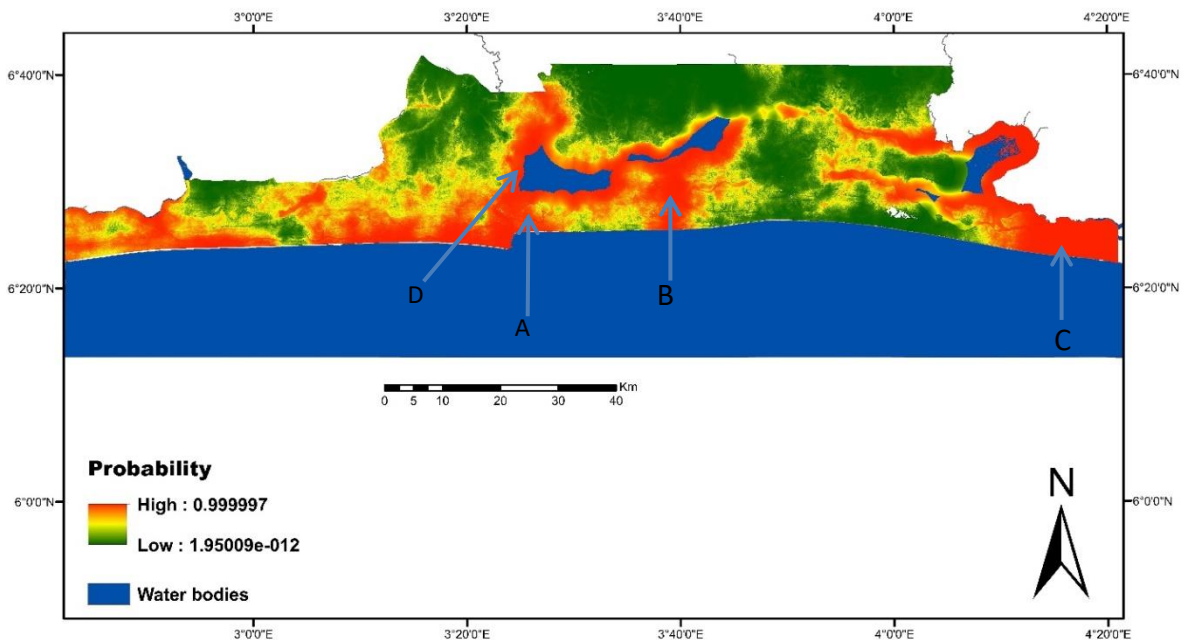 3°0'0"E 3°20'0"E 3°40'0"E 4°0'0"E 4°20'0"E
6°40'0"N 6°40'0"N
6°20'0"N 6°20'0"N
D A B C
Km
0 5 10 20 30 40
Probability
High : 0.999997
Low : 1.95009e-012
Water bodies
N
6°0'0"N 6°0'0"N
3°0'0"E 3°20'0"E 3°40'0"E 4°0'0"E 4°20'0"E